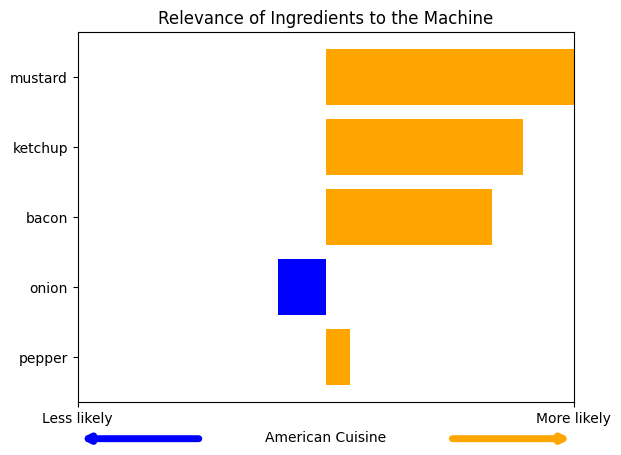 Relevance of Ingredients to the Machine
mustard
ketchup
bacon
onion
pepper
Less likely
More likely
American Cuisine